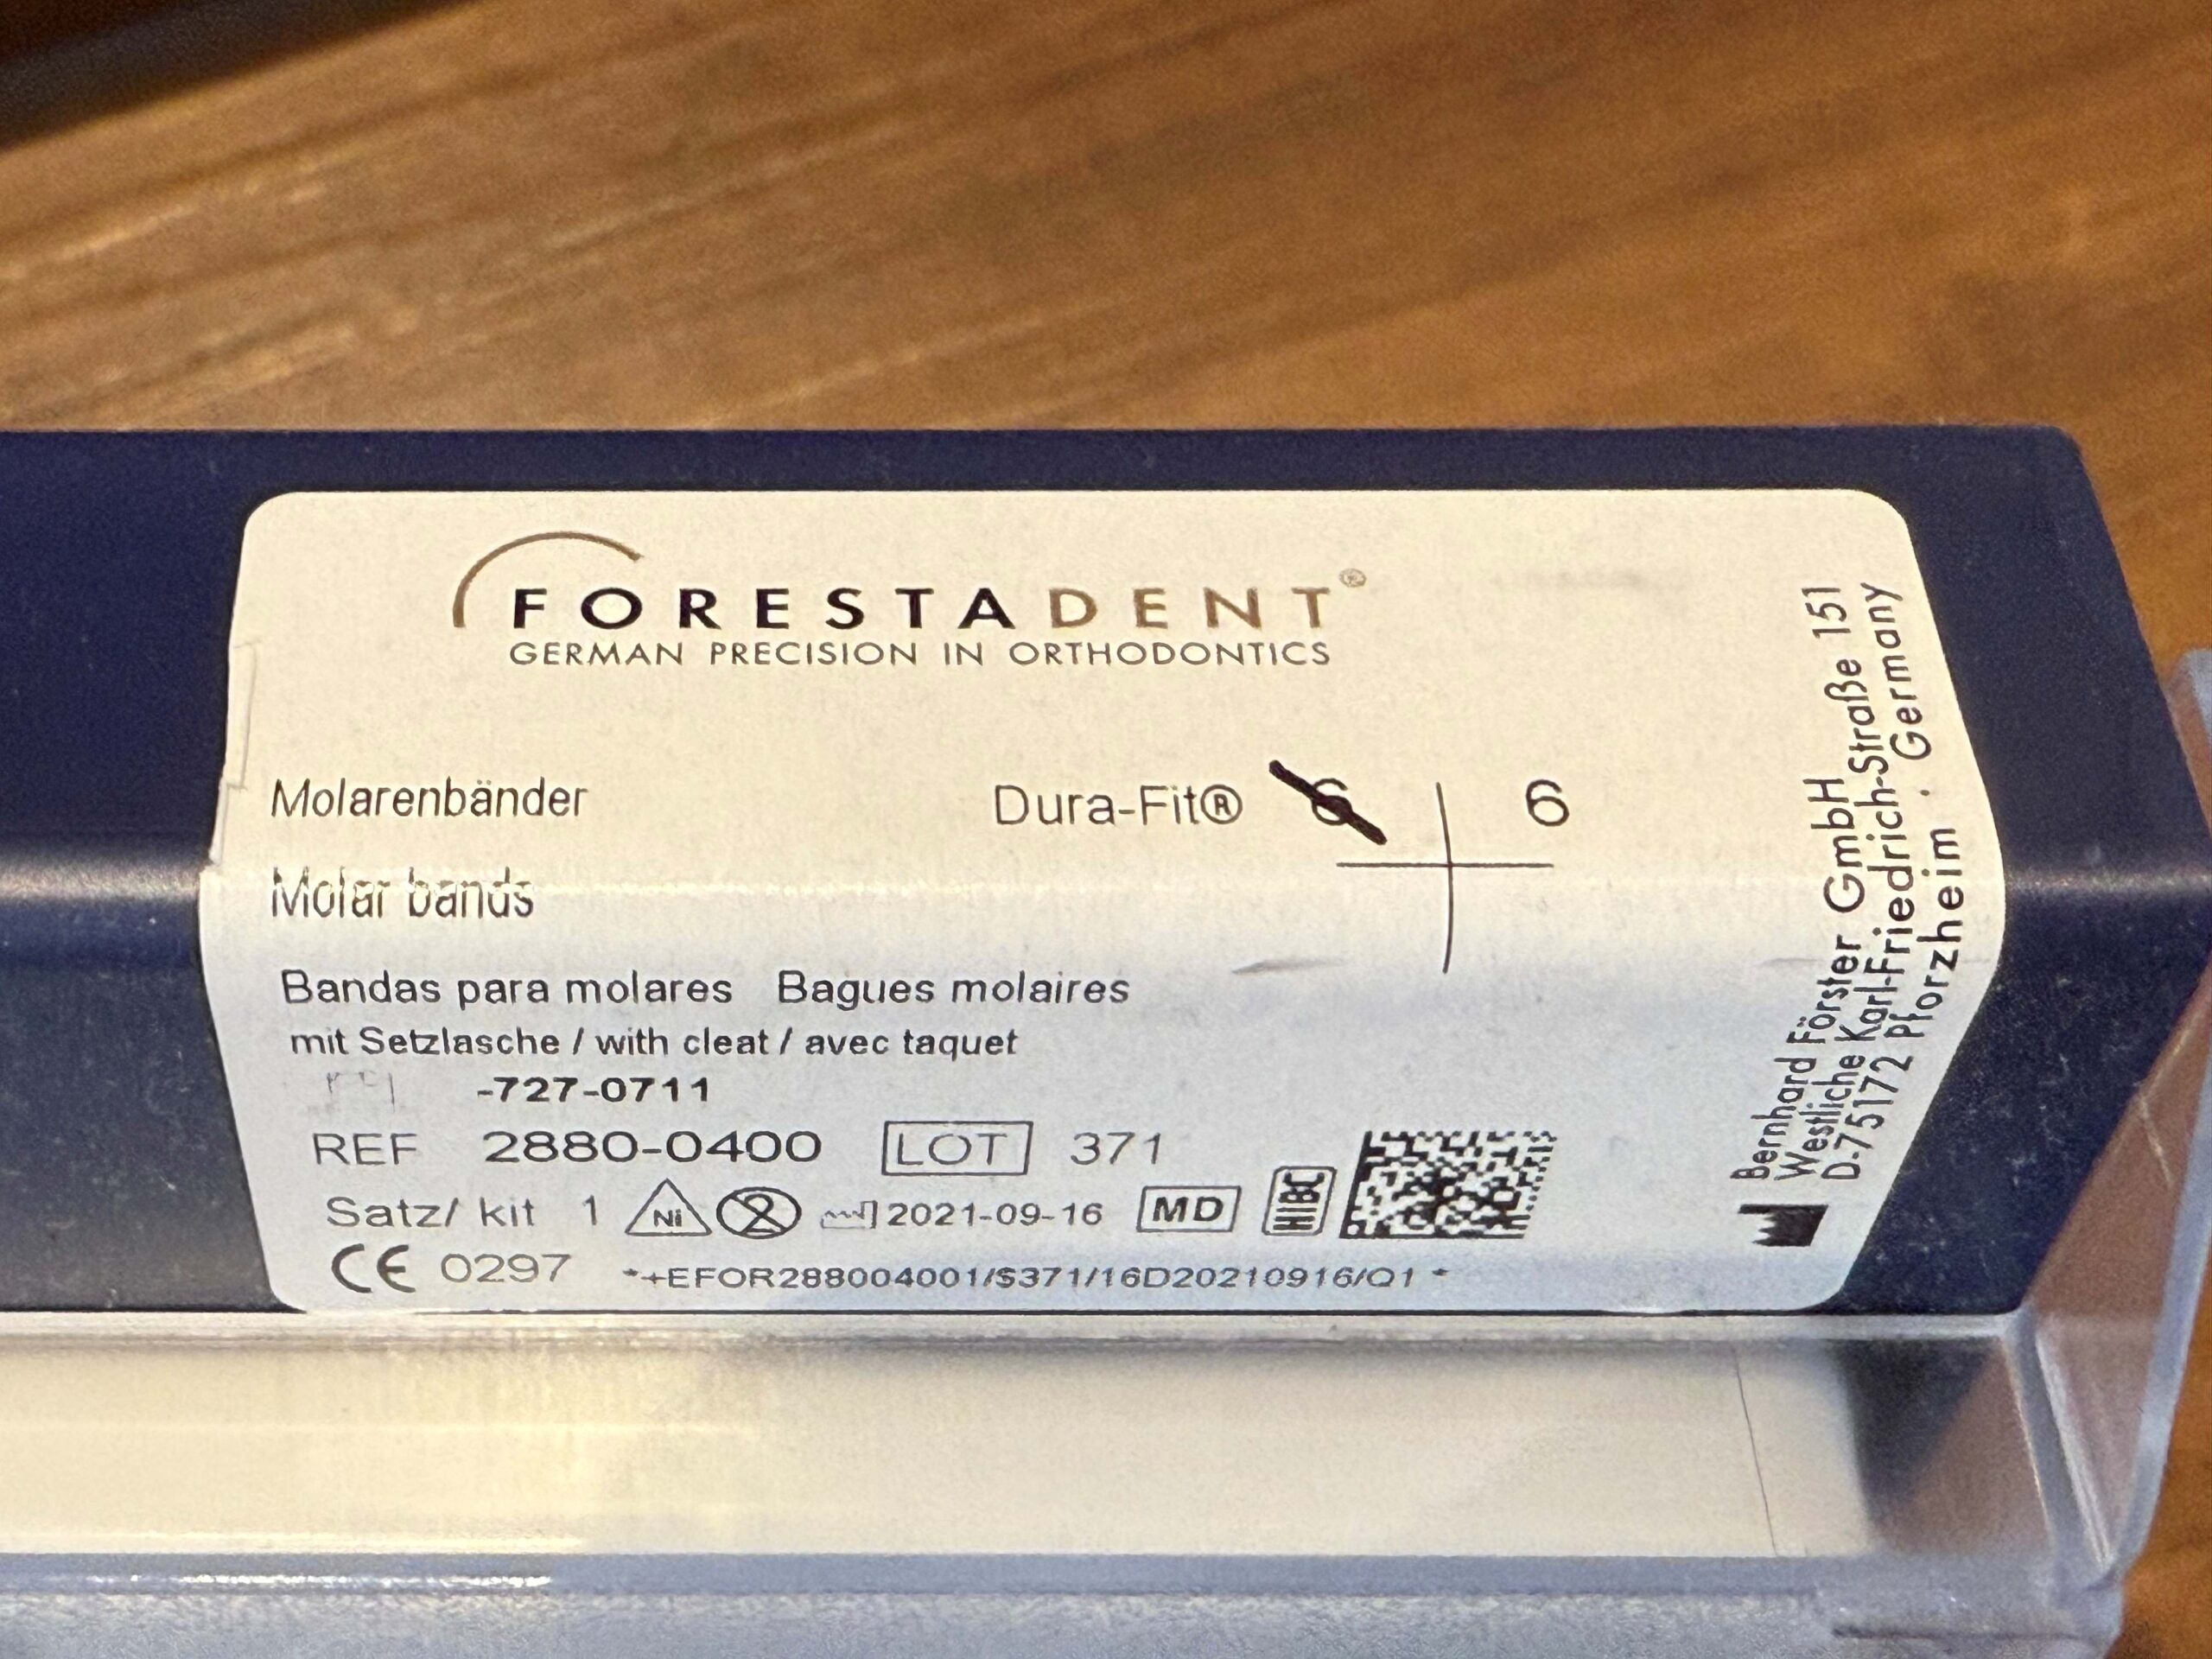 FORESTADENT®
GERMAN PRECISION IN ORTHODONTICS
Molarenbänder Dura-Fit® 6 6
Molar bands
Bandas para molares Bagues molaires
mit Setzlasche / with cleat / avec taquet
-727-0711
REF 2880-0400 LOT 371
Satz/ kit 1 Ni 2 2021-09-16 MD HIBC
CE 0297 *+EFOR288004001/$371/16D20210916/Q1 *
Bernhard Förster GmbH
Westliche Karl-Friedrich-Straße 151
D-75172 Pforzheim · Germany